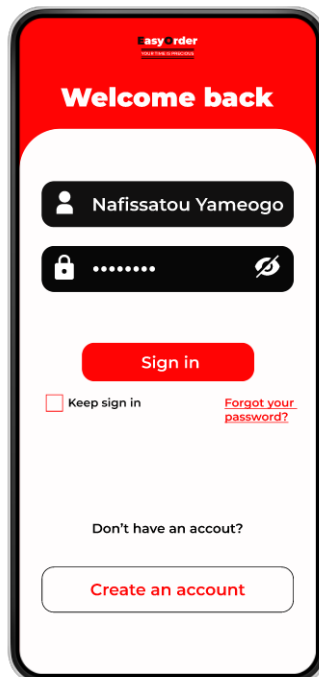 EasyOrder
YOUR TIME IS PRECIOUS
Welcome back
Nafissatou Yameogo
••••••••
Sign in
Keep sign in
Forgot your
password?
Don't have an accout?
Create an account